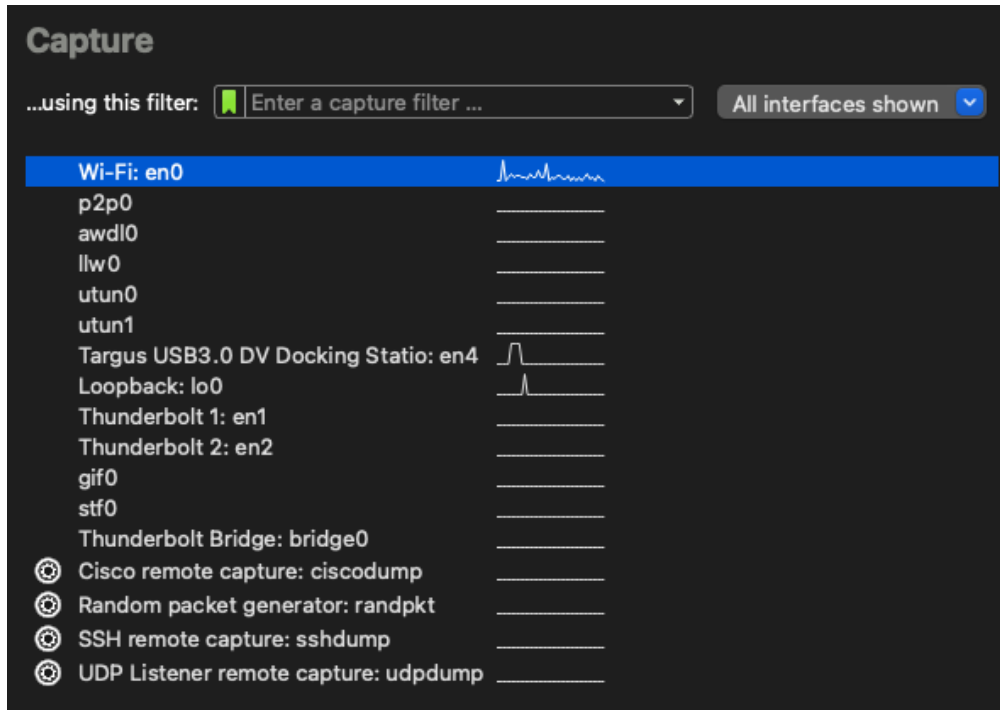 Capture
...using this filter: Enter a capture filter ... All interfaces shown
Wi-Fi: en0
p2p0
awdl0
llw0
utun0
utun1
Targus USB3.0 DV Docking Statio: en4
Loopback: lo0
Thunderbolt 1: en1
Thunderbolt 2: en2
gif0
stf0
Thunderbolt Bridge: bridge0
Cisco remote capture: ciscodump
Random packet generator: randpkt
SSH remote capture: sshdump
UDP Listener remote capture: udpdump